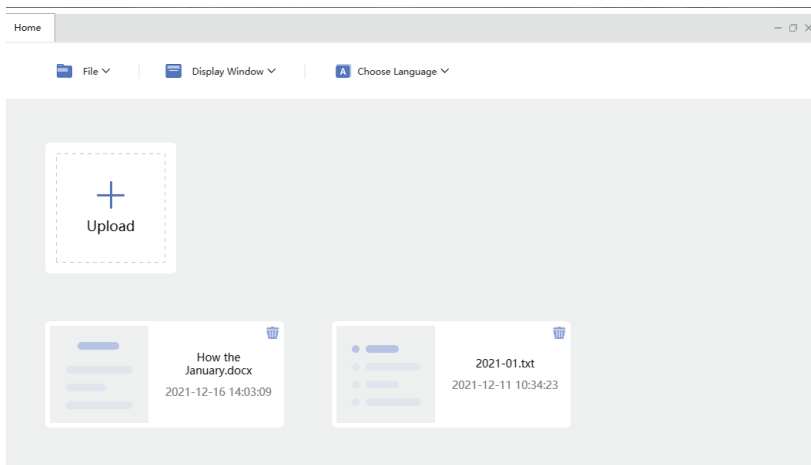 Home
File
Display Window
A Choose Language
Upload
How the
January.docx
2021-12-16 14:03:09
2021-01.txt
2021-12-11 10:34:23